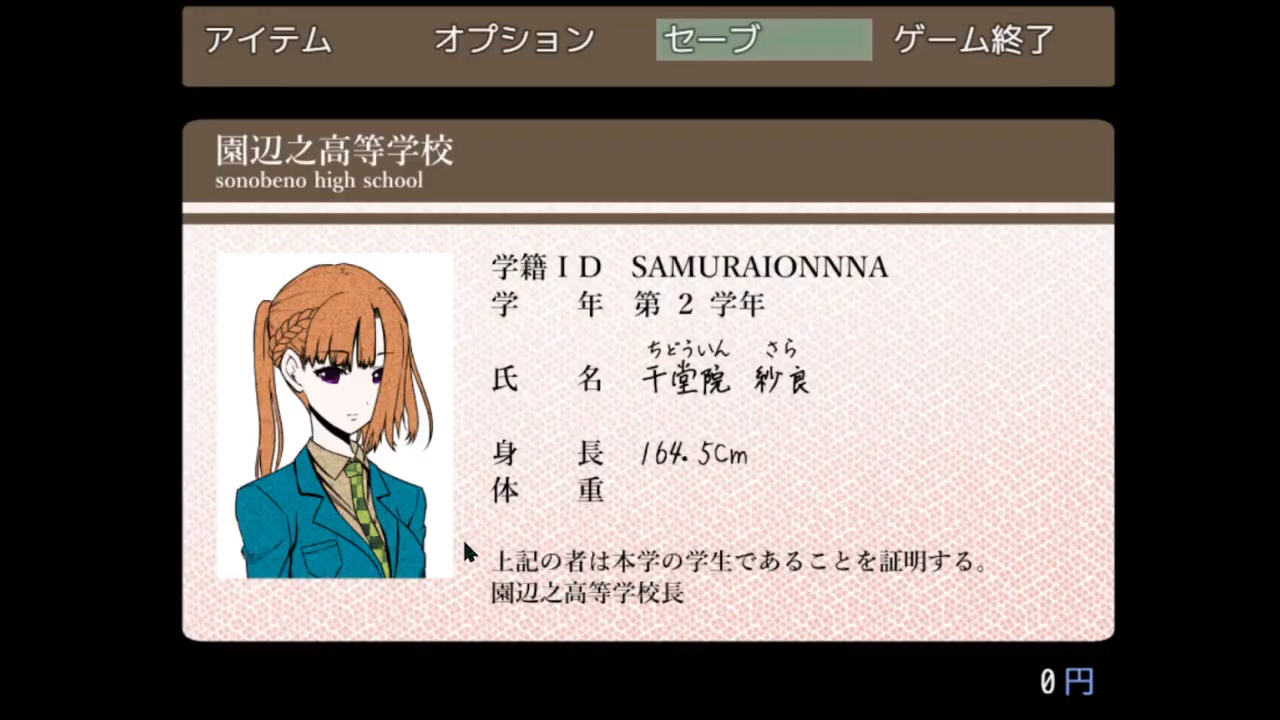 アイテム オプション セーブ ゲーム終了
園辺之高等学校
sonobeno high school
学籍ID SAMURAIONNNA
学年 第2学年
ちどういん さら
氏名 千堂院 紗良
身長 164.5Cm
体重
上記の者は本学の学生であることを証明する。
園辺之高等学校長
0円